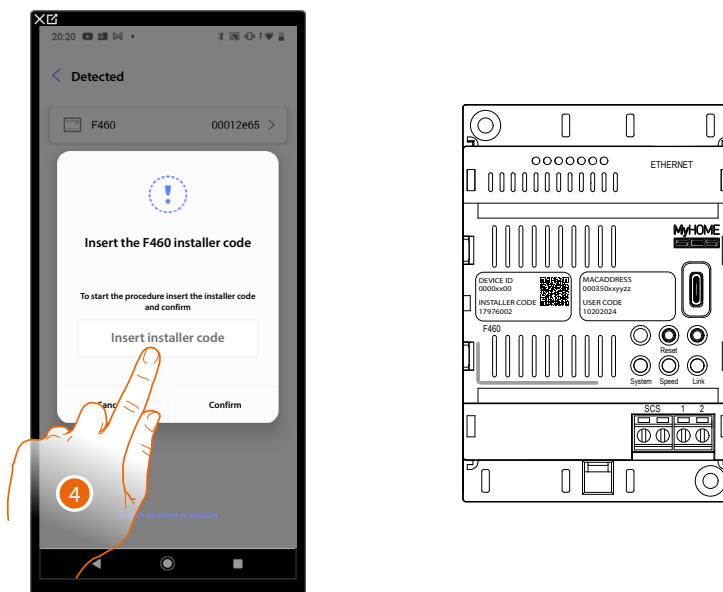 20:20
Detected
F460 00012e65
Insert the F460 installer code
To start the procedure insert the installer code
and confirm
Insert installer code
Confirm
another manually
4
ETHERNET
MyHOME
DEVICE ID
0000xx00
INSTALLER CODE
17976002
MACADDRESS
000350xxyyzz
USER CODE
10202024
F460
Reset
System Speed Link
SCS 1 2